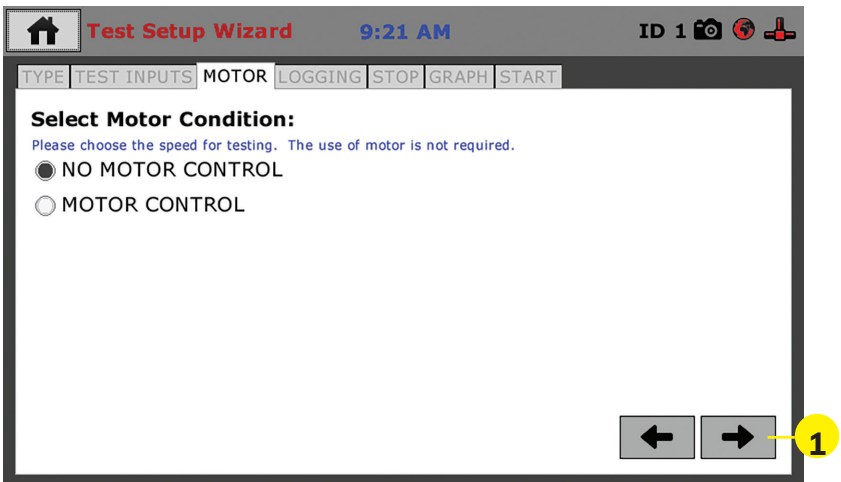 Test Setup Wizard 9:21 AM ID 1
TYPE TEST INPUTS MOTOR LOGGING STOP GRAPH START
Select Motor Condition:
Please choose the speed for testing. The use of motor is not required.
NO MOTOR CONTROL
MOTOR CONTROL
1